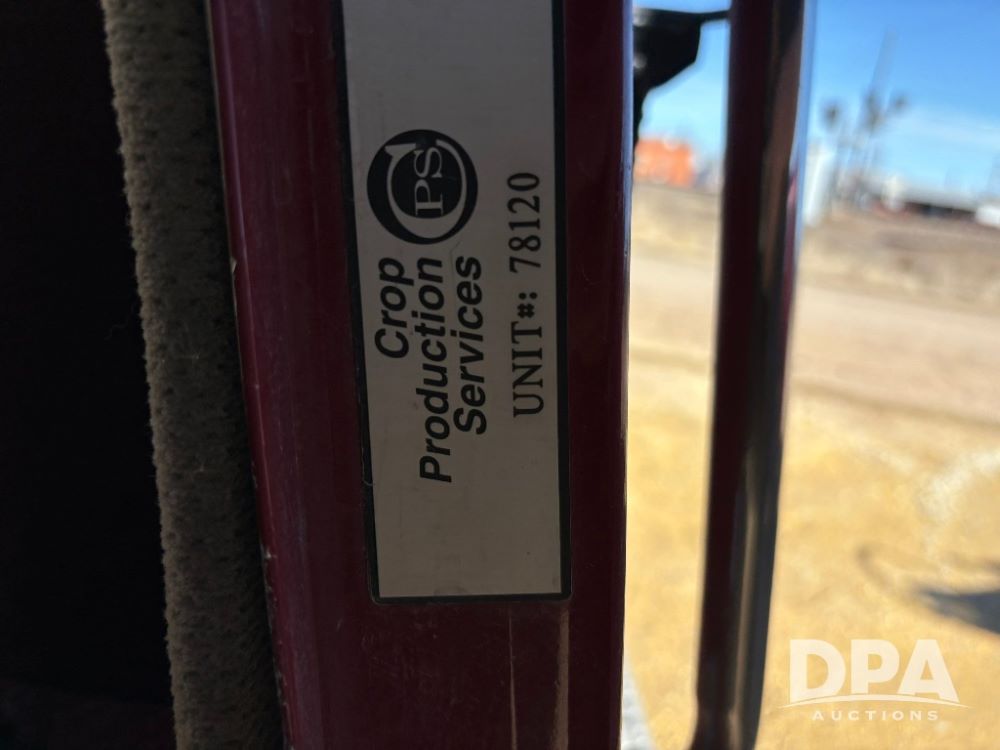 CPS
Crop
Production
Services
UNIT#: 78120
DPA
AUCTIONS